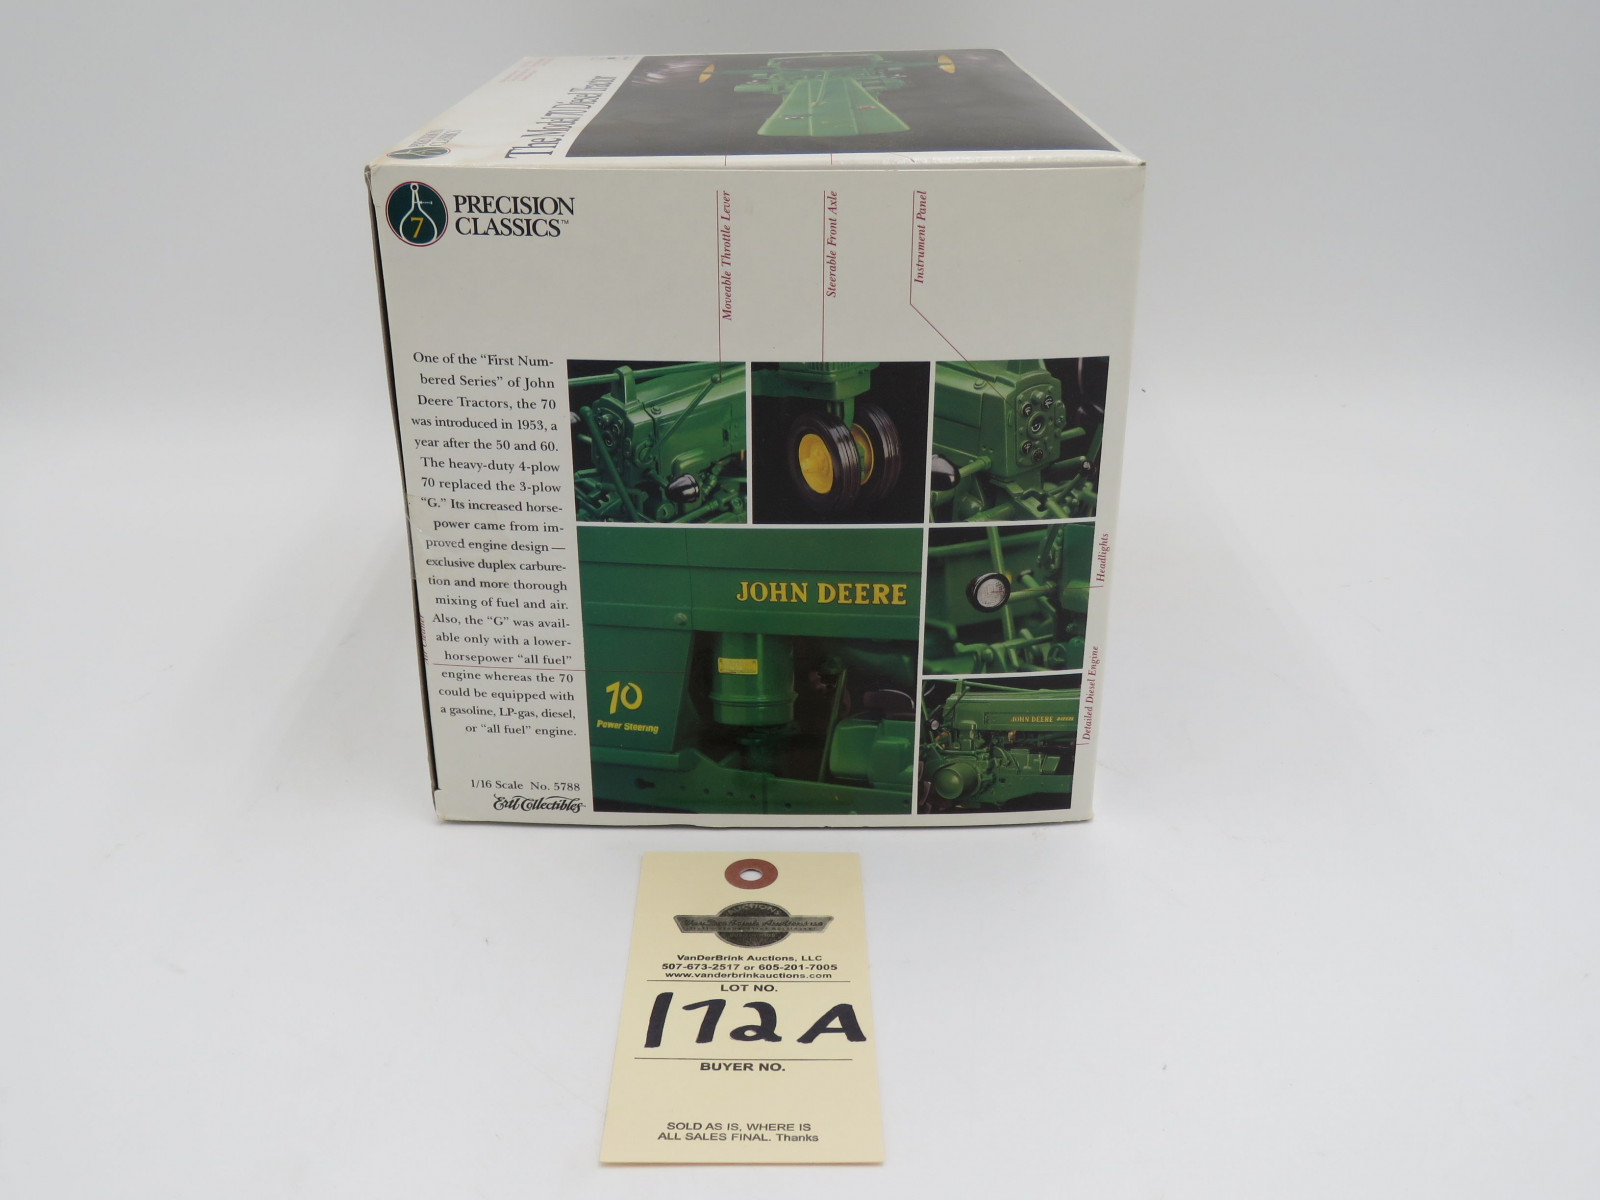 The Model 70 Diesel Tractor
PRECISION
CLASSICS
7
PRECISION
CLASSICS™
Moveable Throttle Lever
Steerable Front Axle
Instrument Panel
One of the “First Num-
bered Series” of John
Deere Tractors, the 70
was introduced in 1953, a
year after the 50 and 60.
The heavy-duty 4-plow
70 replaced the 3-plow
“G.” Its increased horse-
power came from im-
proved engine design —
exclusive duplex carbure-
tion and more thorough
mixing of fuel and air.
Also, the “G” was avail-
able only with a lower-
horsepower “all fuel”
engine whereas the 70
could be equipped with
a gasoline, LP-gas, diesel,
or “all fuel” engine.
1/16 Scale No. 5788
Ertl Collectibles
JOHN DEERE
70
Power Steering
Headlights
Detailed Diesel Engine
JOHN DEERE
AUCTIONS
VanDerBrink Auctions
VanDerBrink Auctions, LLC
507-673-2517 or 605-201-7005
www.vanderbrinkauctions.com
LOT NO.
172A
BUYER NO.
SOLD AS IS, WHERE IS
ALL SALES FINAL. Thanks